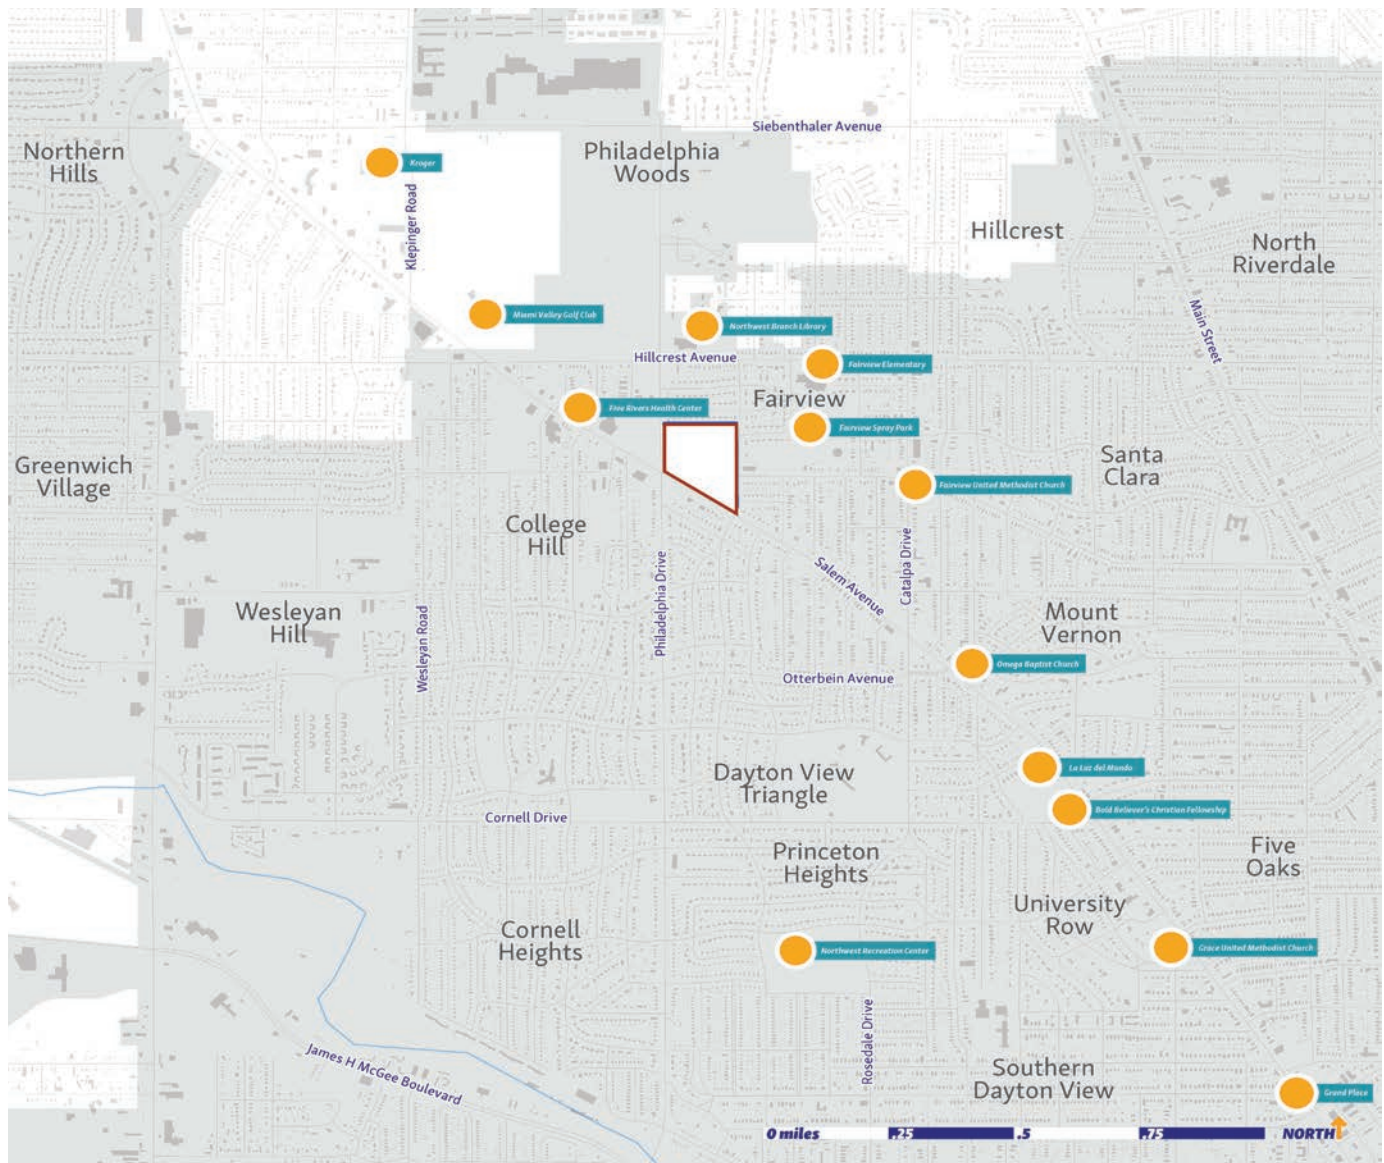 Siebenthaler Avenue
Northern
Hills
Philadelphia
Woods
Kroger
Klepinger Road
Hillcrest
North
Riverdale
Miami Valley Golf Club
Northwest Branch Library
Main Street
Hillcrest Avenue
Fairview Elementary
Fairview
Five Rivers Health Center
Fairview Spray Park
Greenwich
Village
Santa
Clara
Fairview United Methodist Church
College
Hill
Philadelphia Drive
Salem Avenue
Catalpa Drive
Wesleyan
Hill
Wesleyan Road
Mount
Vernon
Omega Baptist Church
Otterbein Avenue
Dayton View
Triangle
La Luz del Mundo
Bold Believer's Christian Fellowship
Cornell Drive
Princeton
Heights
Five
Oaks
University
Row
Cornell
Heights
Northwest Recreation Center
Grace United Methodist Church
Rosedale Drive
James H McGee Boulevard
Southern
Dayton View
Grand Place
0 miles .25 .5 .75 NORTH